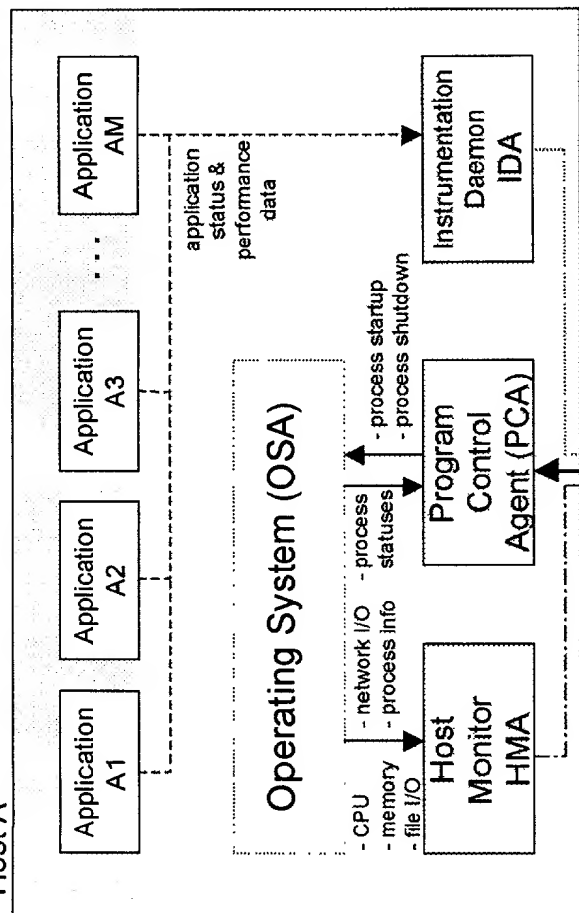 Host A
Application
A1
Application
A2
Application
A3
. . .
Application
AM
application
status &
performance
data
Operating System (OSA)
- CPU
- memory
- file I/O
- network I/O
- process info
- process
statuses
- process startup
- process shutdown
Host
Monitor
HMA
Program
Control
Agent (PCA)
Instrumentation
Daemon
IDA